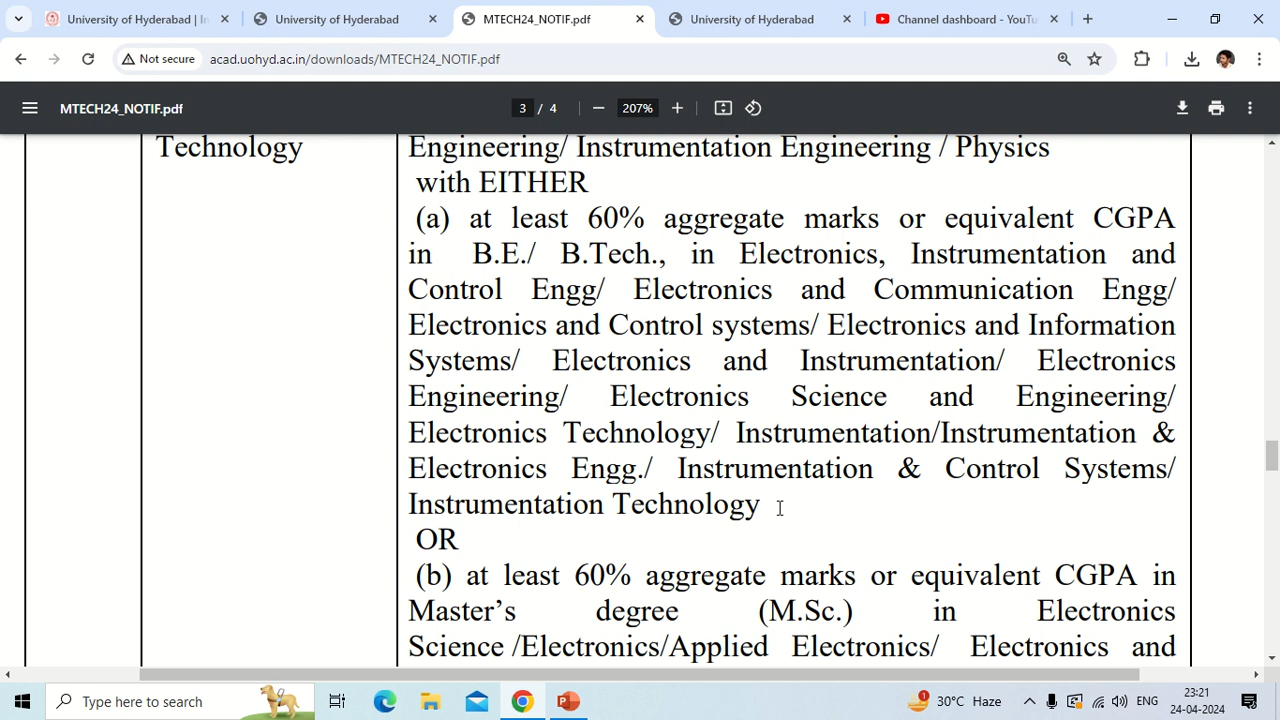 University of Hyderabad | In
University of Hyderabad
MTECH24_NOTIF.pdf
University of Hyderabad
Channel dashboard - YouTu
Not secure
acad.uohyd.ac.in/downloads/MTECH24_NOTIF.pdf
MTECH24_NOTIF.pdf
3 / 4
207%
Technology
Engineering/ Instrumentation Engineering / Physics
with EITHER
(a) at least 60% aggregate marks or equivalent CGPA
in B.E./ B.Tech., in Electronics, Instrumentation and
Control Engg/ Electronics and Communication Engg/
Electronics and Control systems/ Electronics and Information
Systems/ Electronics and Instrumentation/ Electronics
Engineering/ Electronics Science and Engineering/
Electronics Technology/ Instrumentation/Instrumentation &
Electronics Engg./ Instrumentation & Control Systems/
Instrumentation Technology
OR
(b) at least 60% aggregate marks or equivalent CGPA in
Master's degree (M.Sc.) in Electronics
Science /Electronics/Applied Electronics/ Electronics and
Type here to search
30°C Haze
ENG
23:21
24-04-2024